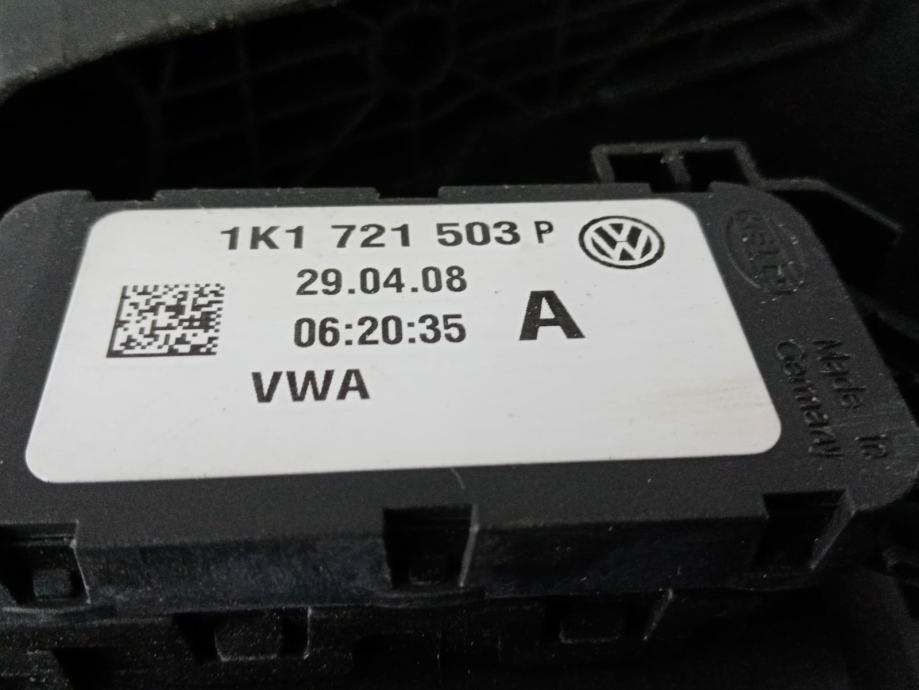 1K1 721 503 P
29.04.08
06:20:35
A
VWA
HELLA
Made in
Germany